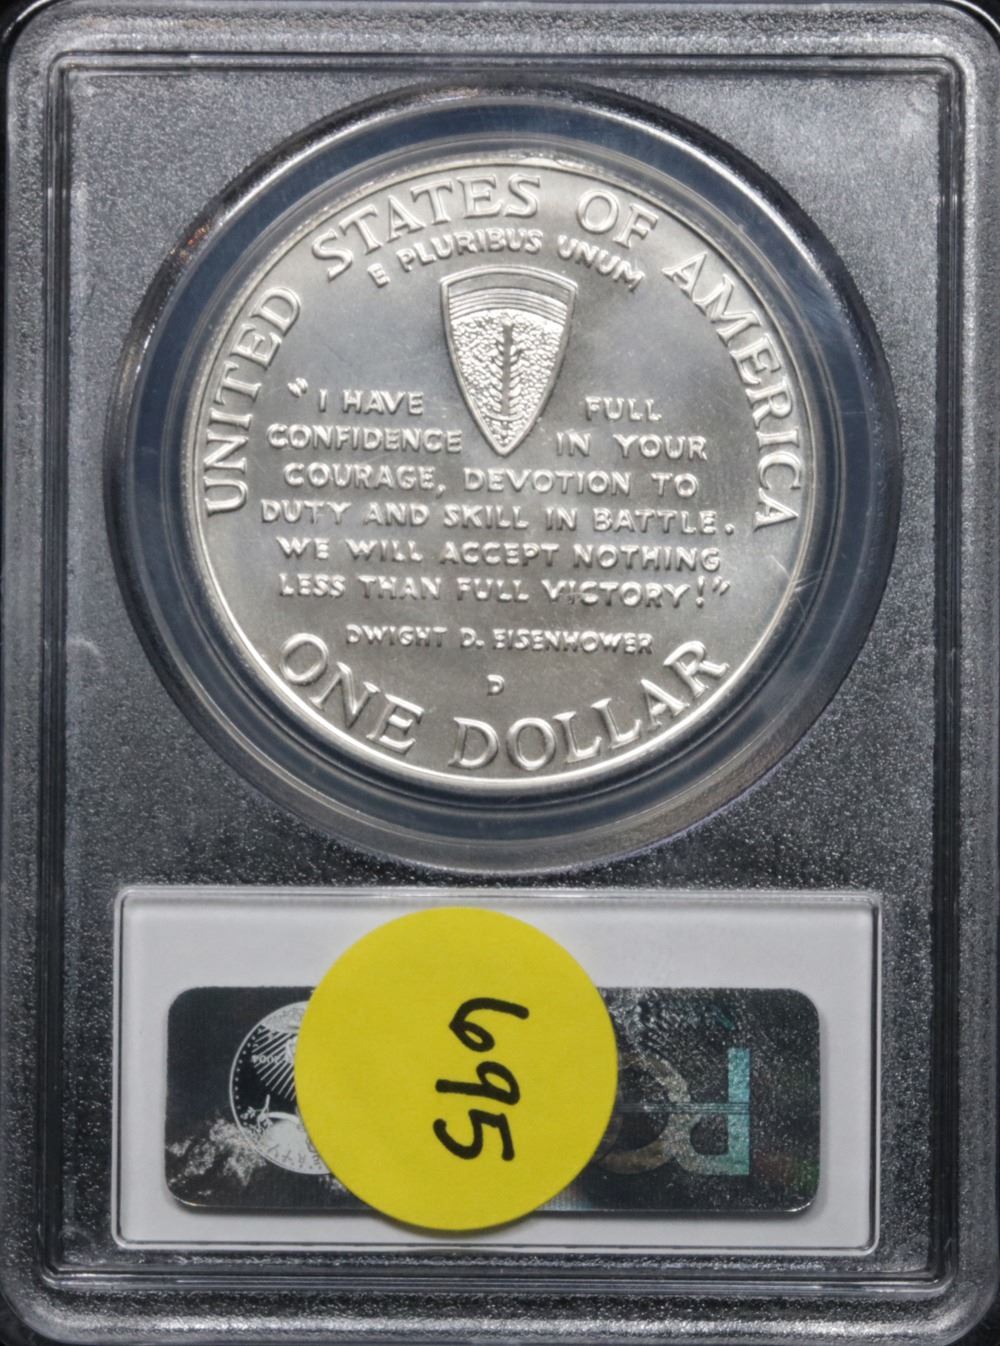 UNITED STATES OF AMERICA
E PLURIBUS UNUM
"I HAVE FULL
CONFIDENCE IN YOUR
COURAGE, DEVOTION TO
DUTY AND SKILL IN BATTLE.
WE WILL ACCEPT NOTHING
LESS THAN FULL VICTORY!"
DWIGHT D. EISENHOWER
D
ONE DOLLAR
695